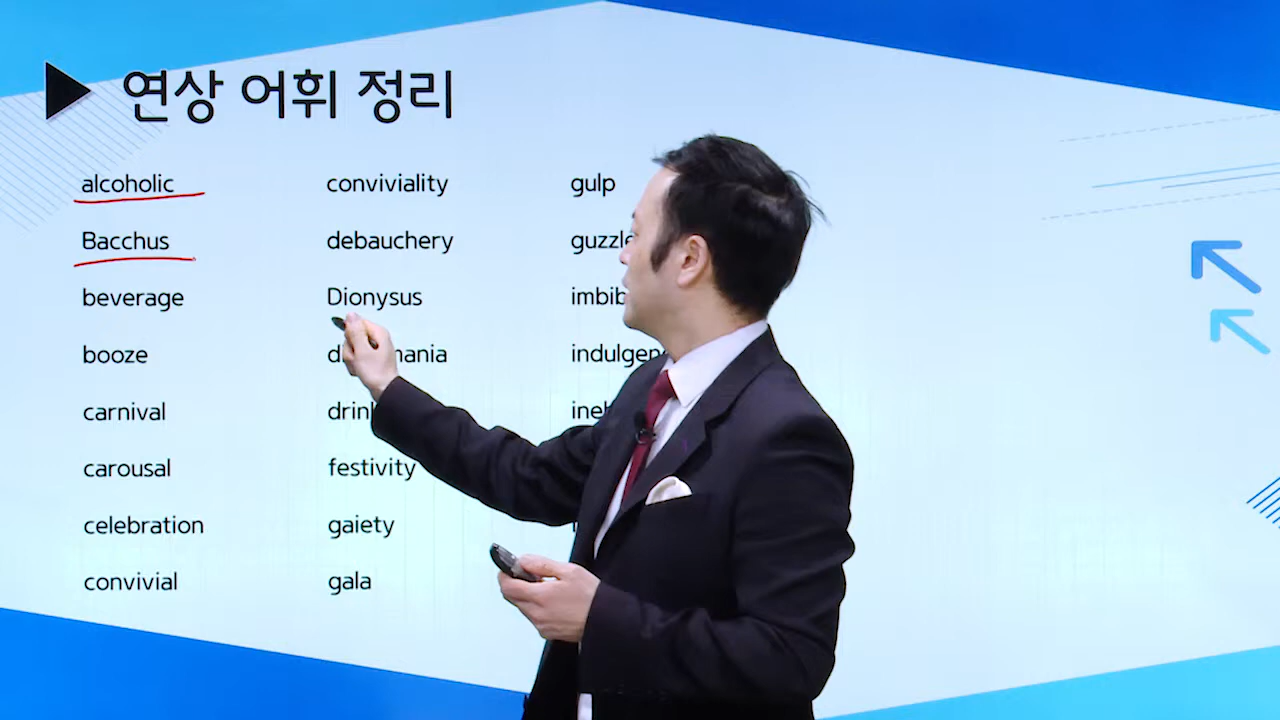 연상 어휘 정리
alcoholic
Bacchus
beverage
booze
carnival
carousal
celebration
convivial
conviviality
debauchery
Dionysus
festivity
gaiety
gala
gulp
guzzle